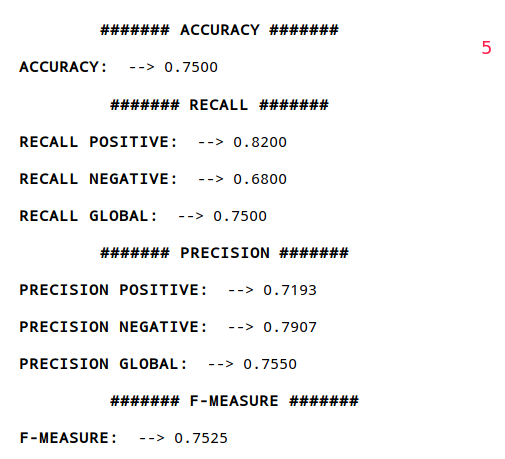 ####### ACCURACY #######
5
ACCURACY: --> 0.7500
####### RECALL #######
RECALL POSITIVE: --> 0.8200
RECALL NEGATIVE: --> 0.6800
RECALL GLOBAL: --> 0.7500
####### PRECISION #######
PRECISION POSITIVE: --> 0.7193
PRECISION NEGATIVE: --> 0.7907
PRECISION GLOBAL: --> 0.7550
####### F-MEASURE #######
F-MEASURE: --> 0.7525